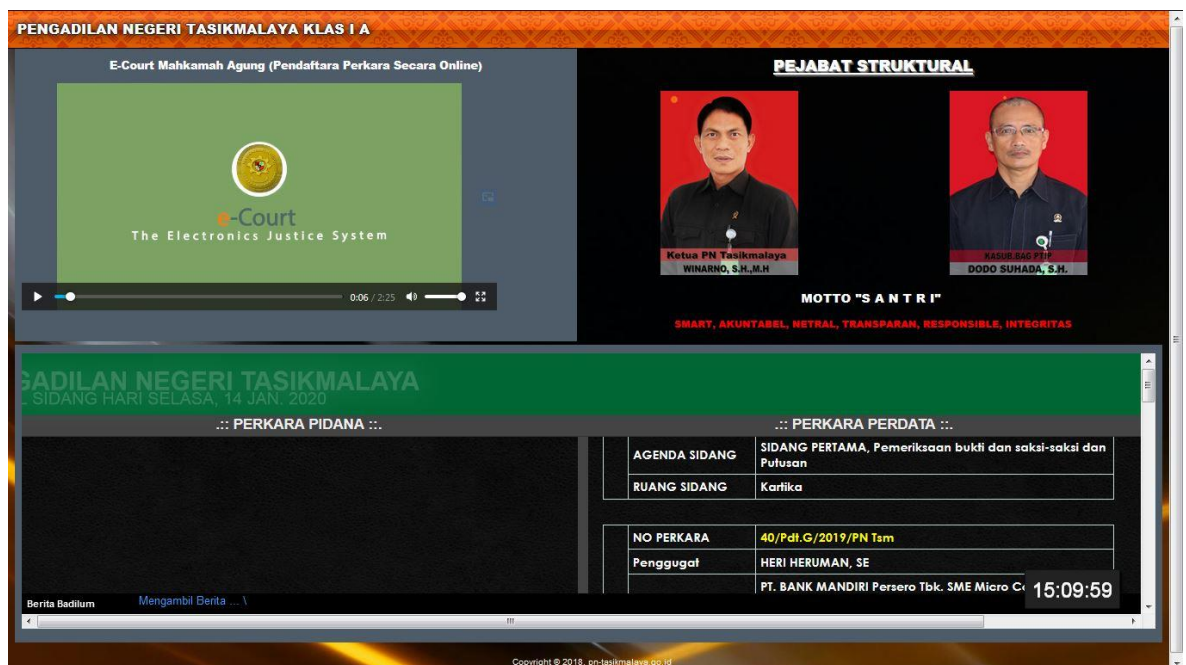 PENGADILAN NEGERI TASIKMALAYA KLAS I A
E-Court Mahkamah Agung (Pendaftara Perkara Secara Online)
e-Court
The Electronics Justice System
0:06 / 2:25
PEJABAT STRUKTURAL
Ketua PN Tasikmalaya
WINARNO, S.H.,M.H
KASUB.BAG PTIP
DODO SUHADA, S.H.
MOTTO "S A N T R I"
SMART, AKUNTABEL, NETRAL, TRANSPARAN, RESPONSIBLE, INTEGRITAS
GADILAN NEGERI TASIKMALAYA
L SIDANG HARI SELASA, 14 JAN. 2020
.:: PERKARA PIDANA ::.
.:: PERKARA PERDATA ::.
AGENDA SIDANG SIDANG PERTAMA, Pemeriksaan bukti dan saksi-saksi dan
Putusan
RUANG SIDANG Kartika
NO PERKARA 40/Pdt.G/2019/PN Tsm
Penggugat HERI HERUMAN, SE
PT. BANK MANDIRI Persero Tbk. SME Micro
15:09:59
Berita Badilum Mengambil Berita ... \
Copyright © 2018. pn-tasikmalaya.go.id